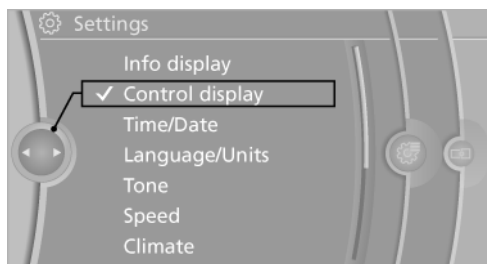 Settings
Info display
Control display
Time/Date
Language/Units
Tone
Speed
Climate